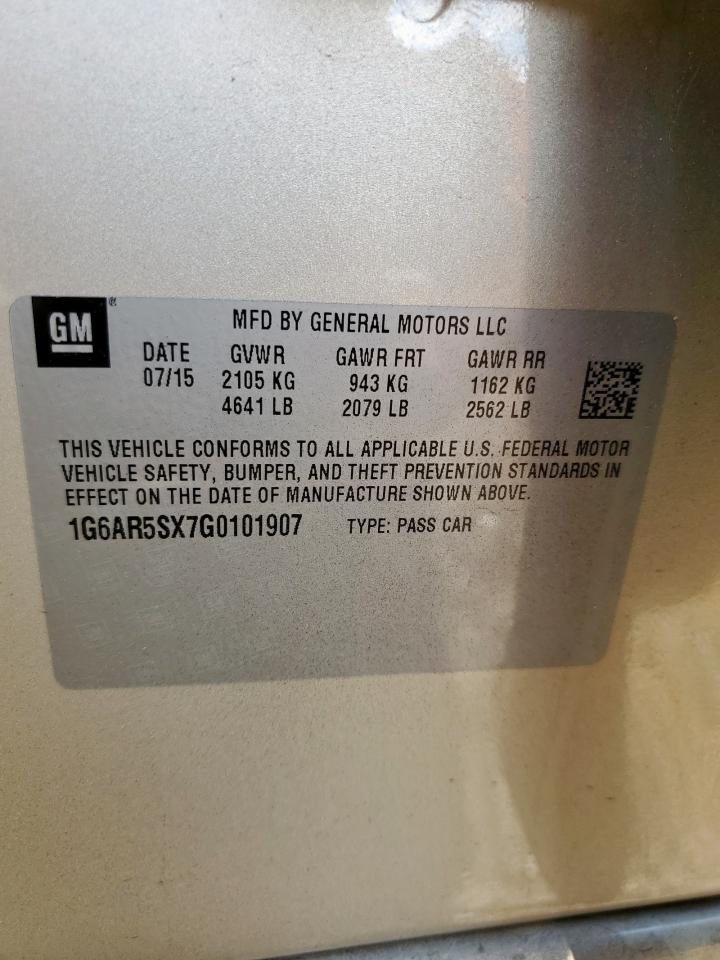 GM ®
MFD BY GENERAL MOTORS LLC
DATE GVWR GAWR FRT GAWR RR
07/15 2105 KG 943 KG 1162 KG
4641 LB 2079 LB 2562 LB
THIS VEHICLE CONFORMS TO ALL APPLICABLE U.S. FEDERAL MOTOR
VEHICLE SAFETY, BUMPER, AND THEFT PREVENTION STANDARDS IN
EFFECT ON THE DATE OF MANUFACTURE SHOWN ABOVE.
1G6AR5SX7G0101907 TYPE: PASS CAR